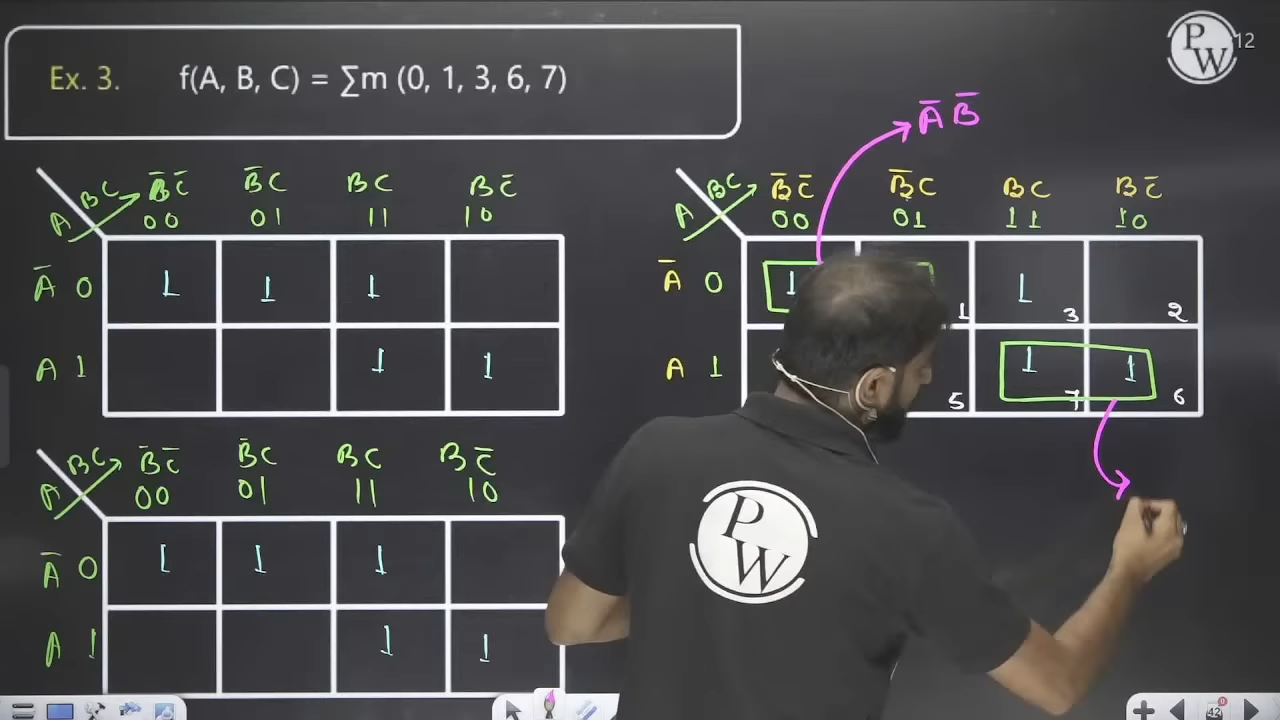 Ex. 3. f(A, B, C) = ∑m (0, 1, 3, 6, 7)
PW
12
A̅ B̅
A BC B̅C̅ B̅C BC BC̅
00 01 11 10
A̅ 0 1 1 1
A 1 1 1
A BC B̅C̅ B̅C BC BC̅
00 01 11 10
A̅ 0 1 1 1 3 2
A 1 5 1 7 1 6
A BC B̅C̅ B̅C BC BC̅
00 01 11 10
A̅ 0 1 1 1
A 1 1 1
PW
42